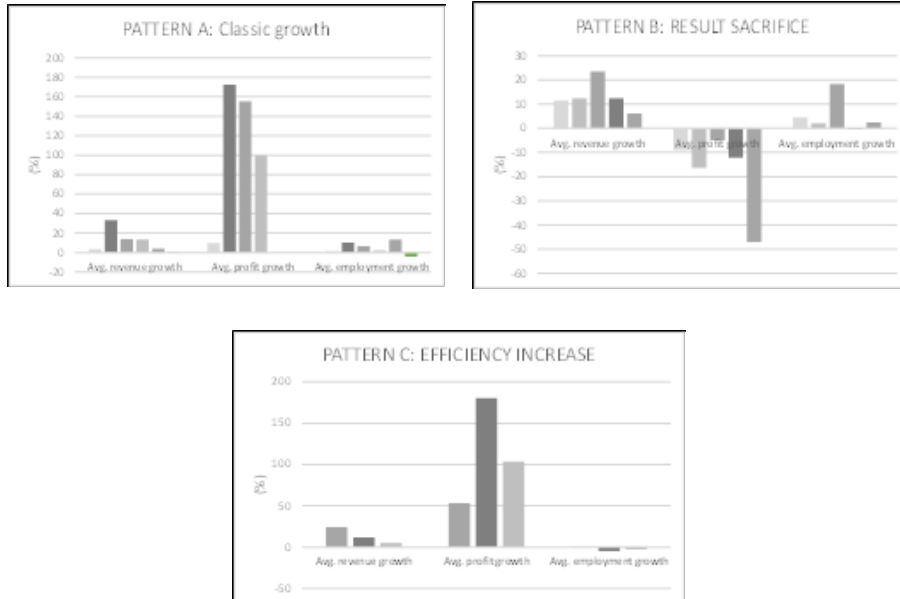 PATTERN A: Classic growth
200
180
160
140
120
100
80
60
40
20
0
-20
(%)
Avg. revenue growth
Avg. profit growth
Avg. employment growth
PATTERN B: RESULT SACRIFICE
30
20
10
0
-10
-20
-30
-40
-50
-60
(%)
Avg. revenue growth
Avg. profit growth
Avg. employment growth
PATTERN C: EFFICIENCY INCREASE
200
150
100
50
0
-50
(%)
Avg. revenue growth
Avg. profit growth
Avg. employment growth